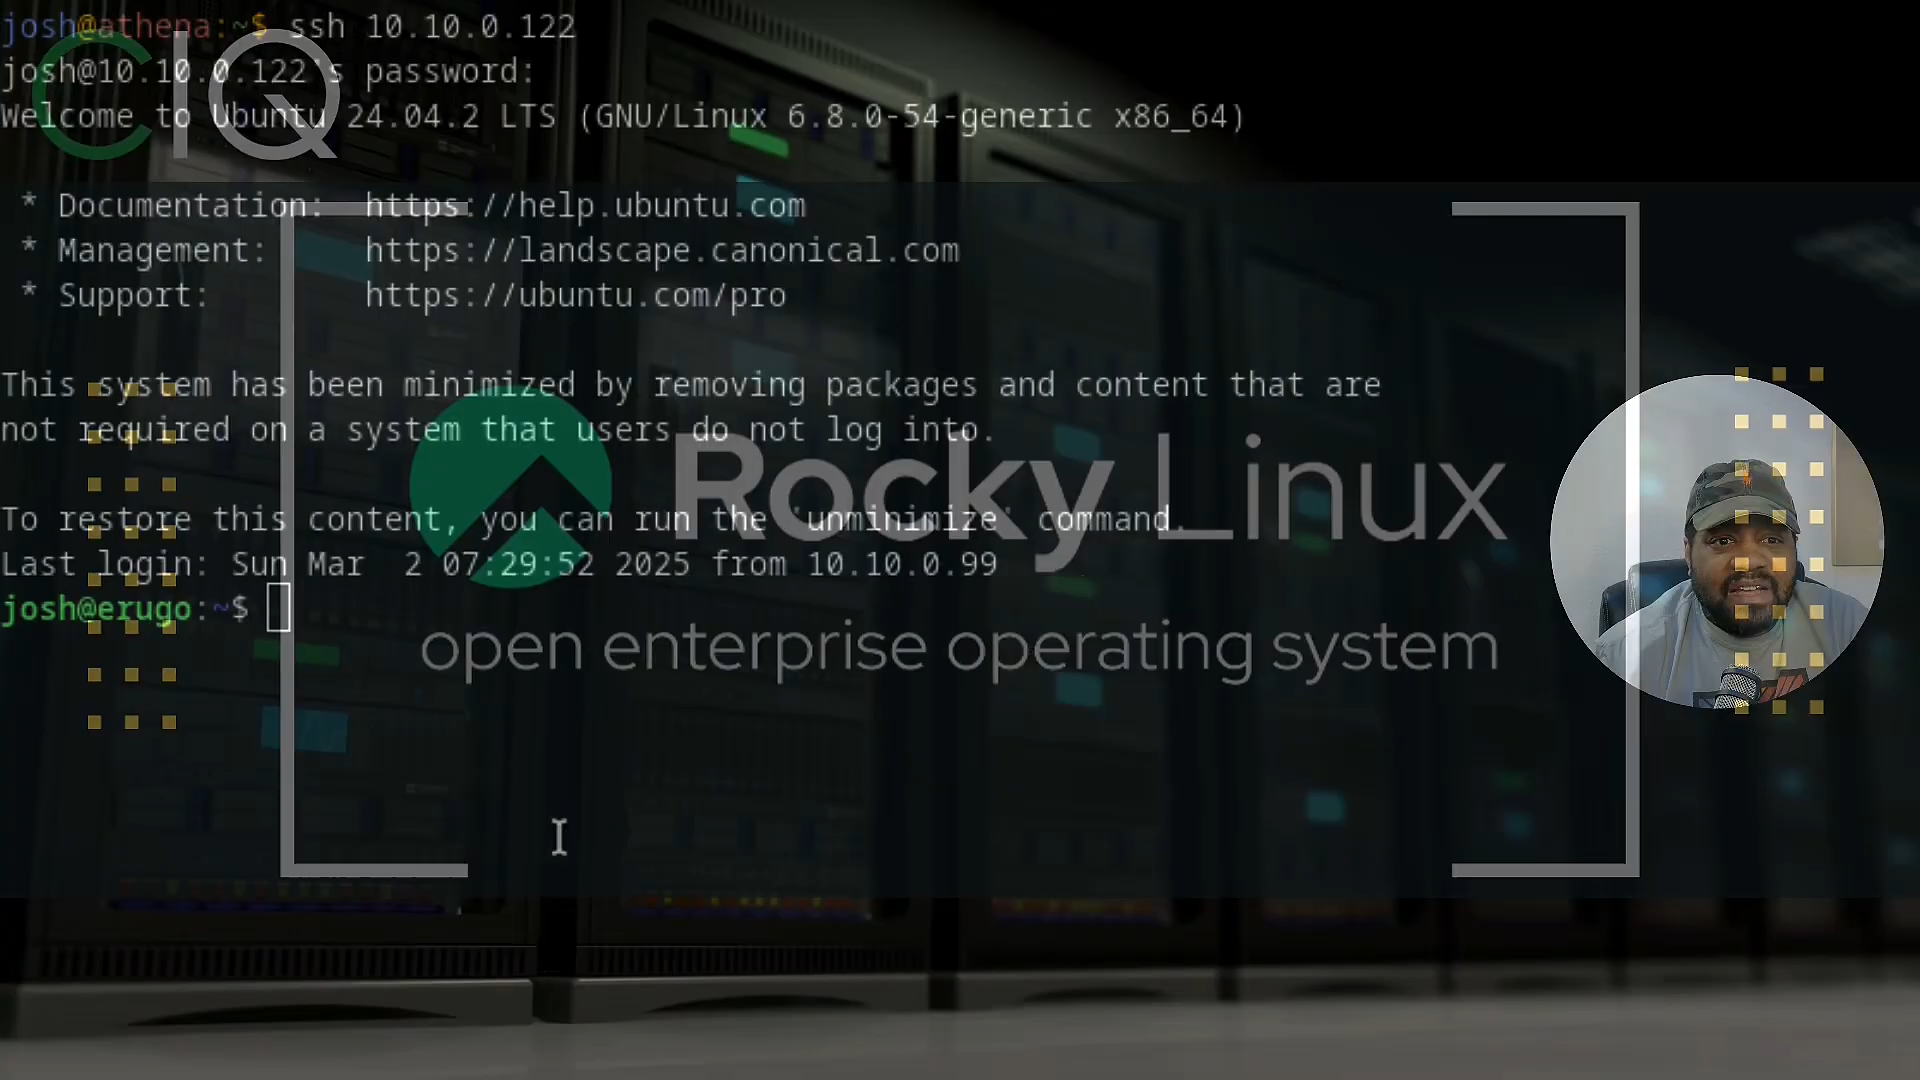 josh@athena:~$ ssh 10.10.0.122
CIQ
josh@10.10.0.122's password:
Welcome to Ubuntu 24.04.2 LTS (GNU/Linux 6.8.0-54-generic x86_64)
* Documentation: https://help.ubuntu.com
* Management: https://landscape.canonical.com
* Support: https://ubuntu.com/pro
This system has been minimized by removing packages and content that are
not required on a system that users do not log into.
Rocky Linux
To restore this content, you can run the 'unminimize' command.
Last login: Sun Mar 2 07:29:52 2025 from 10.10.0.99
josh@erugo:~$
open enterprise operating system